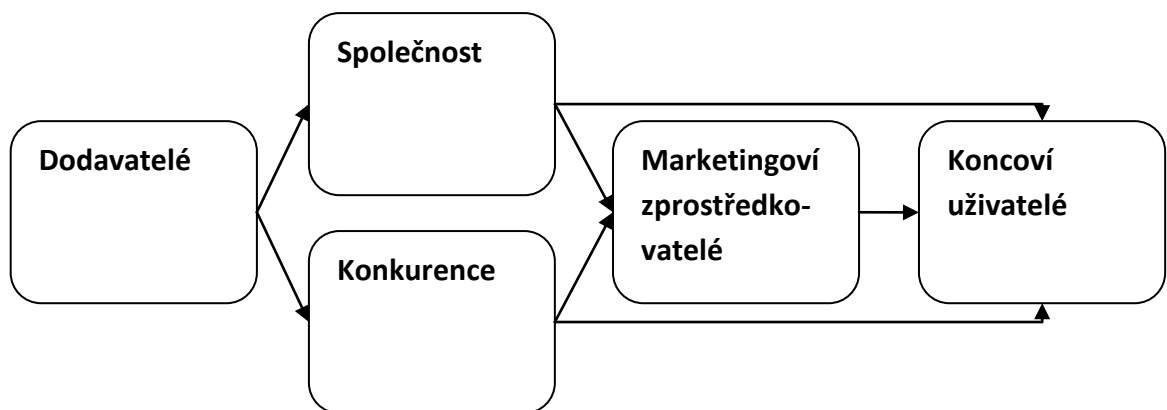 Společnost
Dodavatelé
Marketingoví
zprostředko-
vatelé
Koncoví
uživatelé
Konkurence